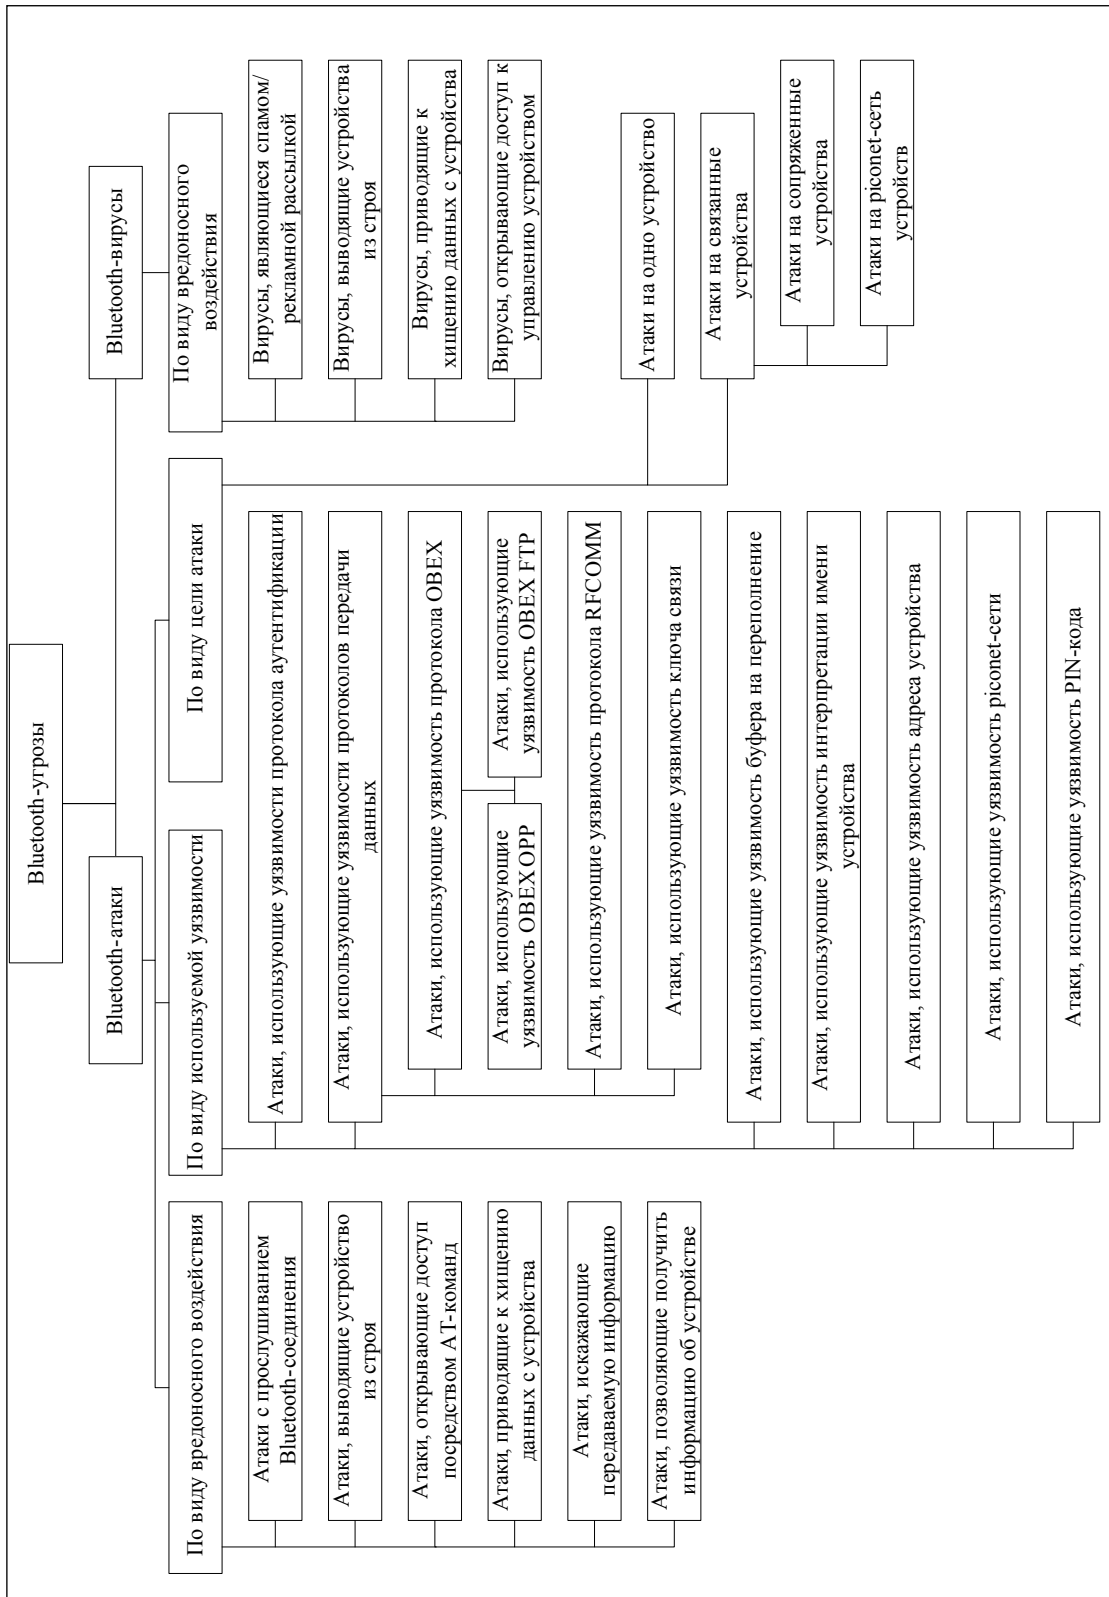 Bluetooth-угрозы
Bluetooth-атаки
Bluetooth-вирусы
По виду вредоносного воздействия
По виду используемой уязвимости
По виду цели атаки
По виду вредоносного
воздействия
Атаки с прослушиванием
Bluetooth-соединения
Атаки, выводящие устройство
из строя
Атаки, открывающие доступ
посредством АТ-команд
Атаки, приводящие к хищению
данных с устройства
Атаки, искажающие
передаваемую информацию
Атаки, позволяющие получить
информацию об устройстве
Атаки, использующие уязвимости протокола аутентификации
Атаки, использующие уязвимости протоколов передачи
данных
Атаки, использующие уязвимость протокола OBEX
Атаки, использующие
уязвимость OBEX OPP
Атаки, использующие
уязвимость OBEX FTP
Атаки, использующие уязвимость протокола RFCOMM
Атаки, использующие уязвимость ключа связи
Атаки, использующие уязвимость буфера на переполнение
Атаки, использующие уязвимость интерпретации имени
устройства
Атаки, использующие уязвимость адреса устройства
Атаки, использующие уязвимость piconet-сети
Атаки, использующие уязвимость PIN-кода
Атаки на одно устройство
Атаки на связанные
устройства
Атаки на сопряженные
устройства
Атаки на piconet-сеть
устройств
Вирусы, являющиеся спамом/
рекламной рассылкой
Вирусы, выводящие устройства
из строя
Вирусы, приводящие к
хищению данных с устройства
Вирусы, открывающие доступ к
управлению устройством